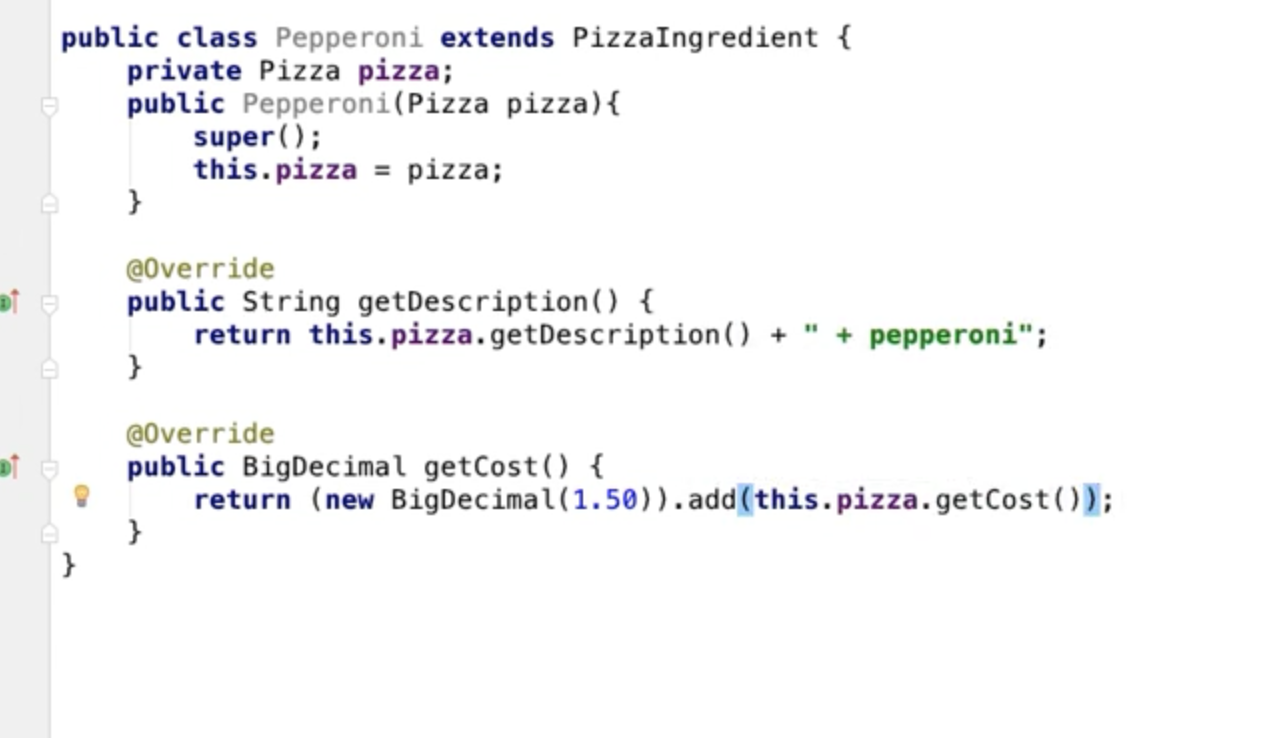 public class Pepperoni extends PizzaIngredient {
    private Pizza pizza;
    public Pepperoni(Pizza pizza){
        super();
        this.pizza = pizza;
    }

    @Override
    public String getDescription() {
        return this.pizza.getDescription() + " + pepperoni";
    }

    @Override
    public BigDecimal getCost() {
        return (new BigDecimal(1.50)).add(this.pizza.getCost());
    }
}